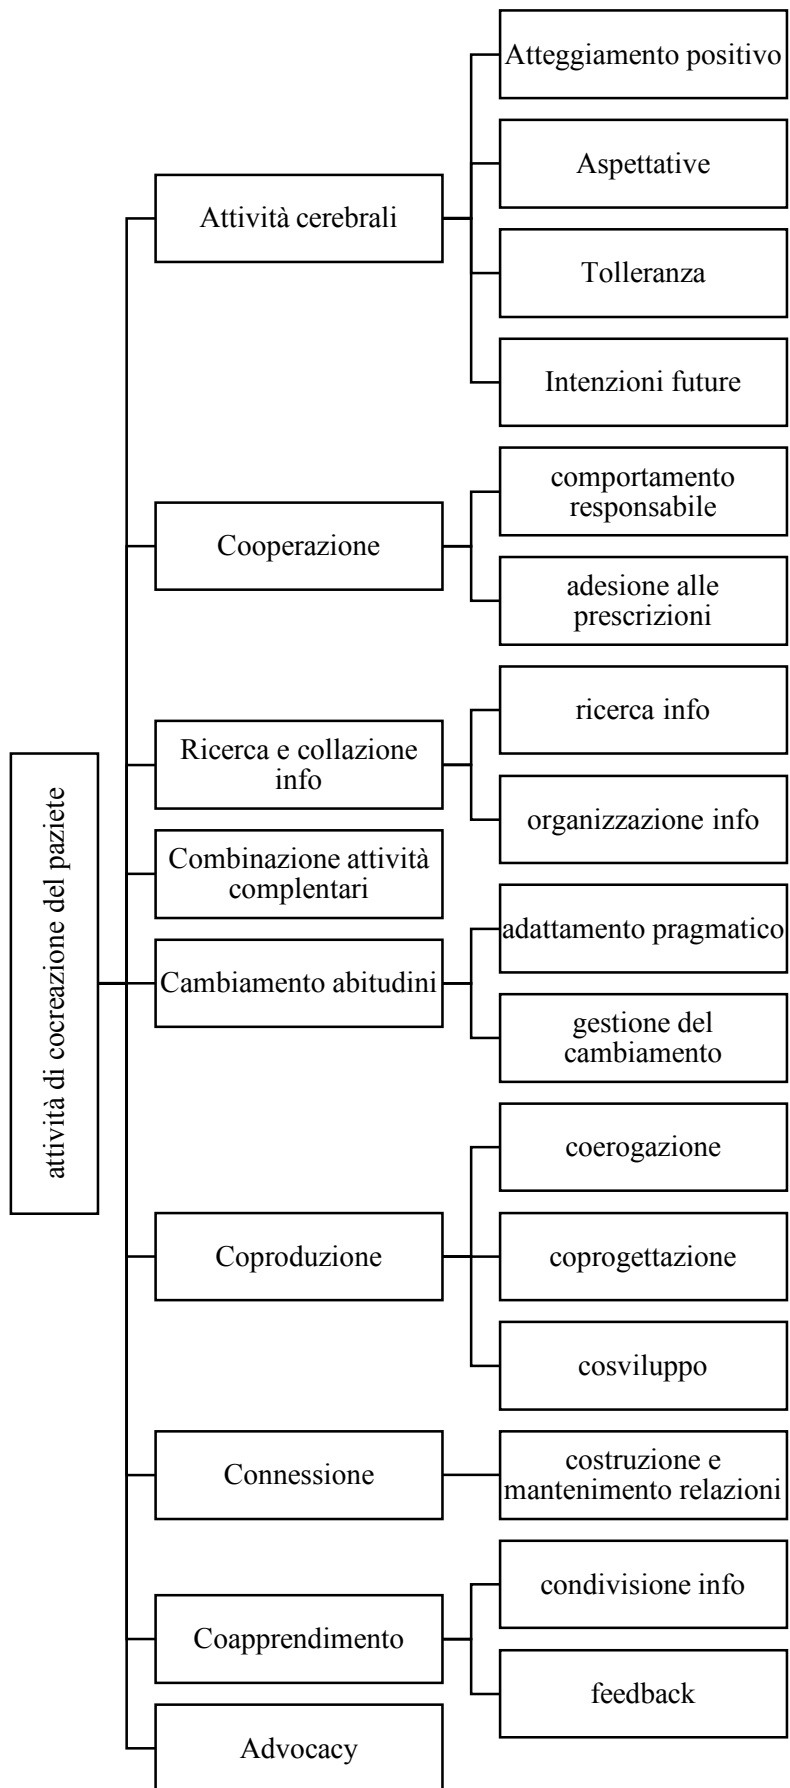 attività di cocreazione del paziete
Attività cerebrali
Atteggiamento positivo
Aspettative
Tolleranza
Intenzioni future
Cooperazione
comportamento
responsabile
adesione alle
prescrizioni
Ricerca e collazione
info
ricerca info
organizzazione info
Combinazione attività
complentari
Cambiamento abitudini
adattamento pragmatico
gestione del
cambiamento
Coproduzione
coerogazione
coprogettazione
cosviluppo
Connessione
costruzione e
mantenimento relazioni
Coapprendimento
condivisione info
feedback
Advocacy